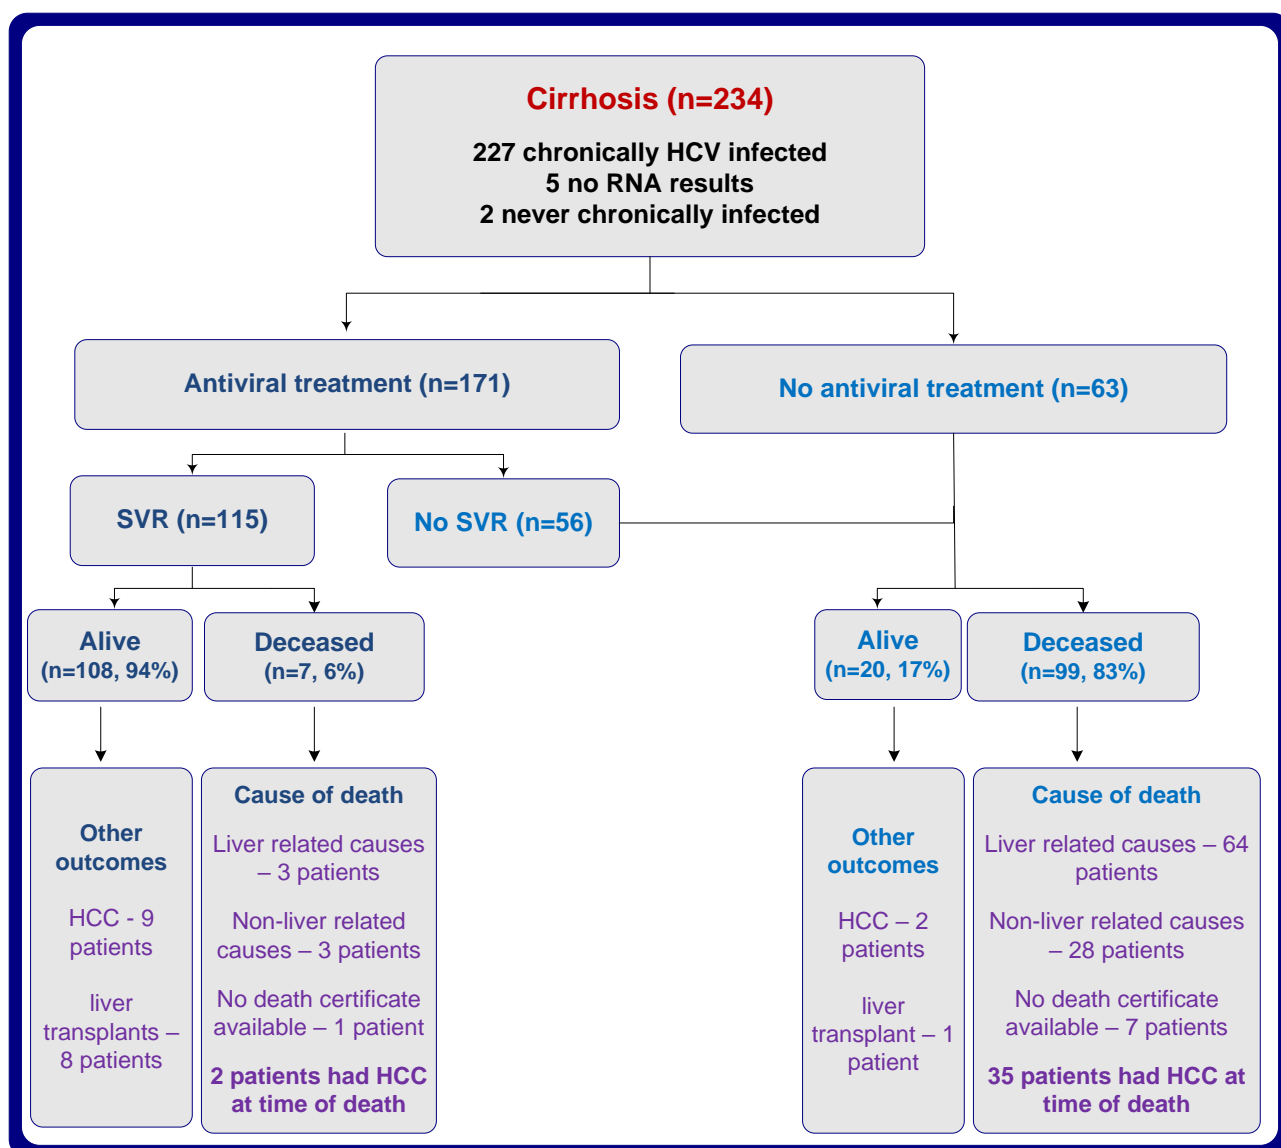 Cirrhosis (n=234)
227 chronically HCV infected
5 no RNA results
2 never chronically infected
Antiviral treatment (n=171)
No antiviral treatment (n=63)
SVR (n=115)
No SVR (n=56)
Alive
(n=108, 94%)
Deceased
(n=7, 6%)
Alive
(n=20, 17%)
Deceased
(n=99, 83%)
Other
outcomes
HCC - 9
patients
liver
transplants –
8 patients
Cause of death
Liver related causes
– 3 patients
Non-liver related
causes – 3 patients
No death certificate
available – 1 patient
2 patients had HCC
at time of death
Other
outcomes
HCC – 2
patients
liver
transplant – 1
patient
Cause of death
Liver related causes – 64
patients
Non-liver related causes
– 28 patients
No death certificate
available – 7 patients
35 patients had HCC at
time of death